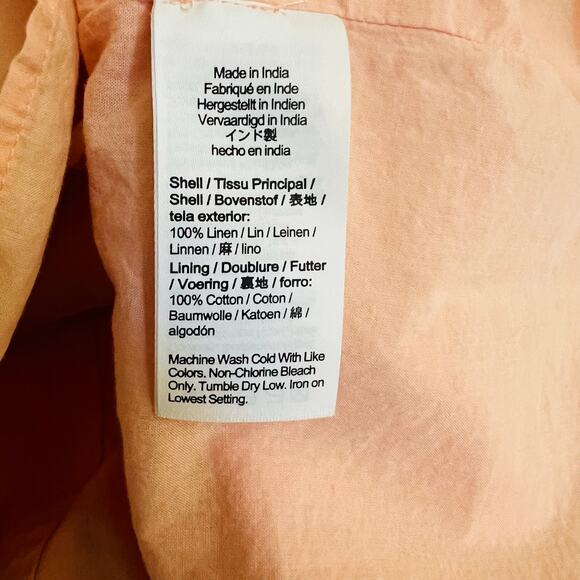 Made in India
Fabriqué en Inde
Hergestellt in Indien
Vervaardigd in India
インド製
hecho en india
Shell / Tissu Principal /
Shell / Bovenstof / 表地 /
tela exterior:
100% Linen / Lin / Leinen /
Linnen / 麻 / lino
Lining / Doublure / Futter
/ Voering / 裏地 / forro:
100% Cotton / Coton /
Baumwolle / Katoen / 綿 /
algodón
Machine Wash Cold With Like
Colors. Non-Chlorine Bleach
Only. Tumble Dry Low. Iron on
Lowest Setting.